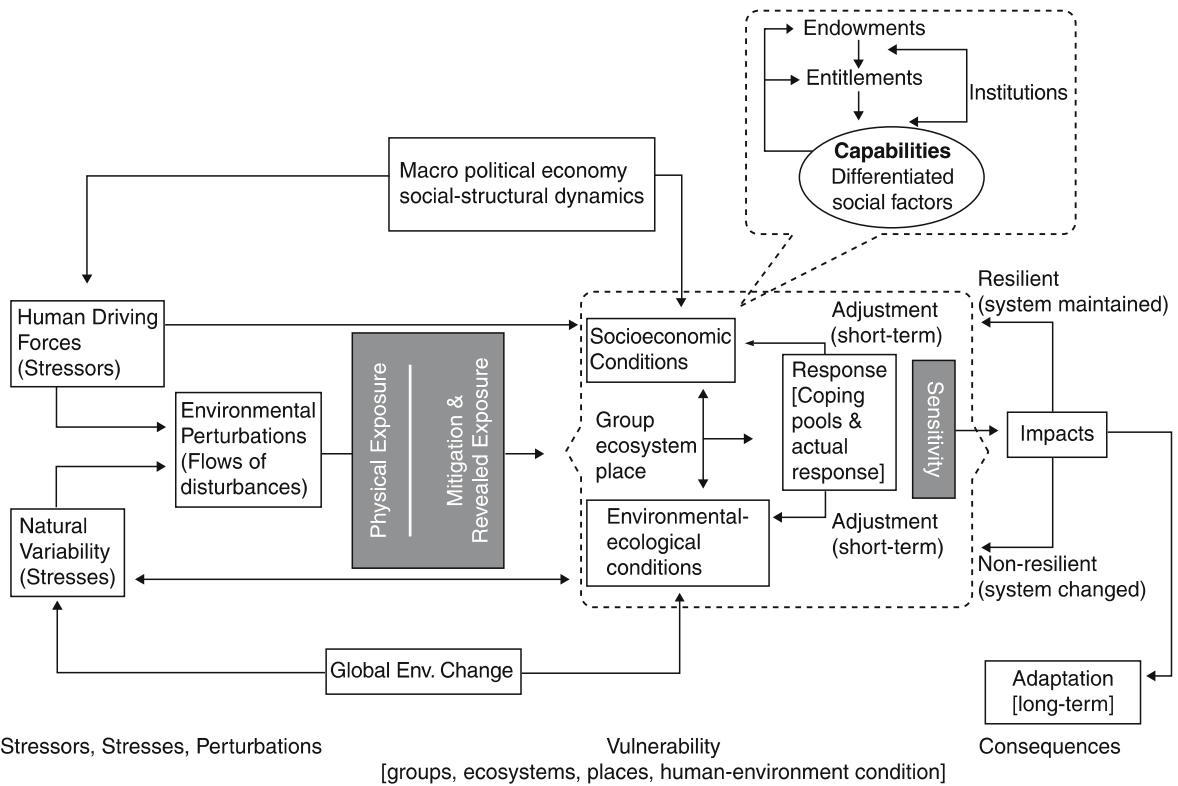 Endowments
Entitlements
Institutions
Capabilities
Differentiated
social factors
Macro political economy
social-structural dynamics
Human Driving
Forces
(Stressors)
Environmental
Perturbations
(Flows of
disturbances)
Natural
Variability
(Stresses)
Physical Exposure
Mitigation &
Revealed Exposure
Socioeconomic
Conditions
Group
ecosystem
place
Environmental-
ecological
conditions
Adjustment
(short-term)
Response
[Coping
pools &
actual
response]
Adjustment
(short-term)
Sensitivity
Resilient
(system maintained)
Impacts
Non-resilient
(system changed)
Global Env. Change
Adaptation
[long-term]
Stressors, Stresses, Perturbations
Vulnerability
[groups, ecosystems, places, human-environment condition]
Consequences